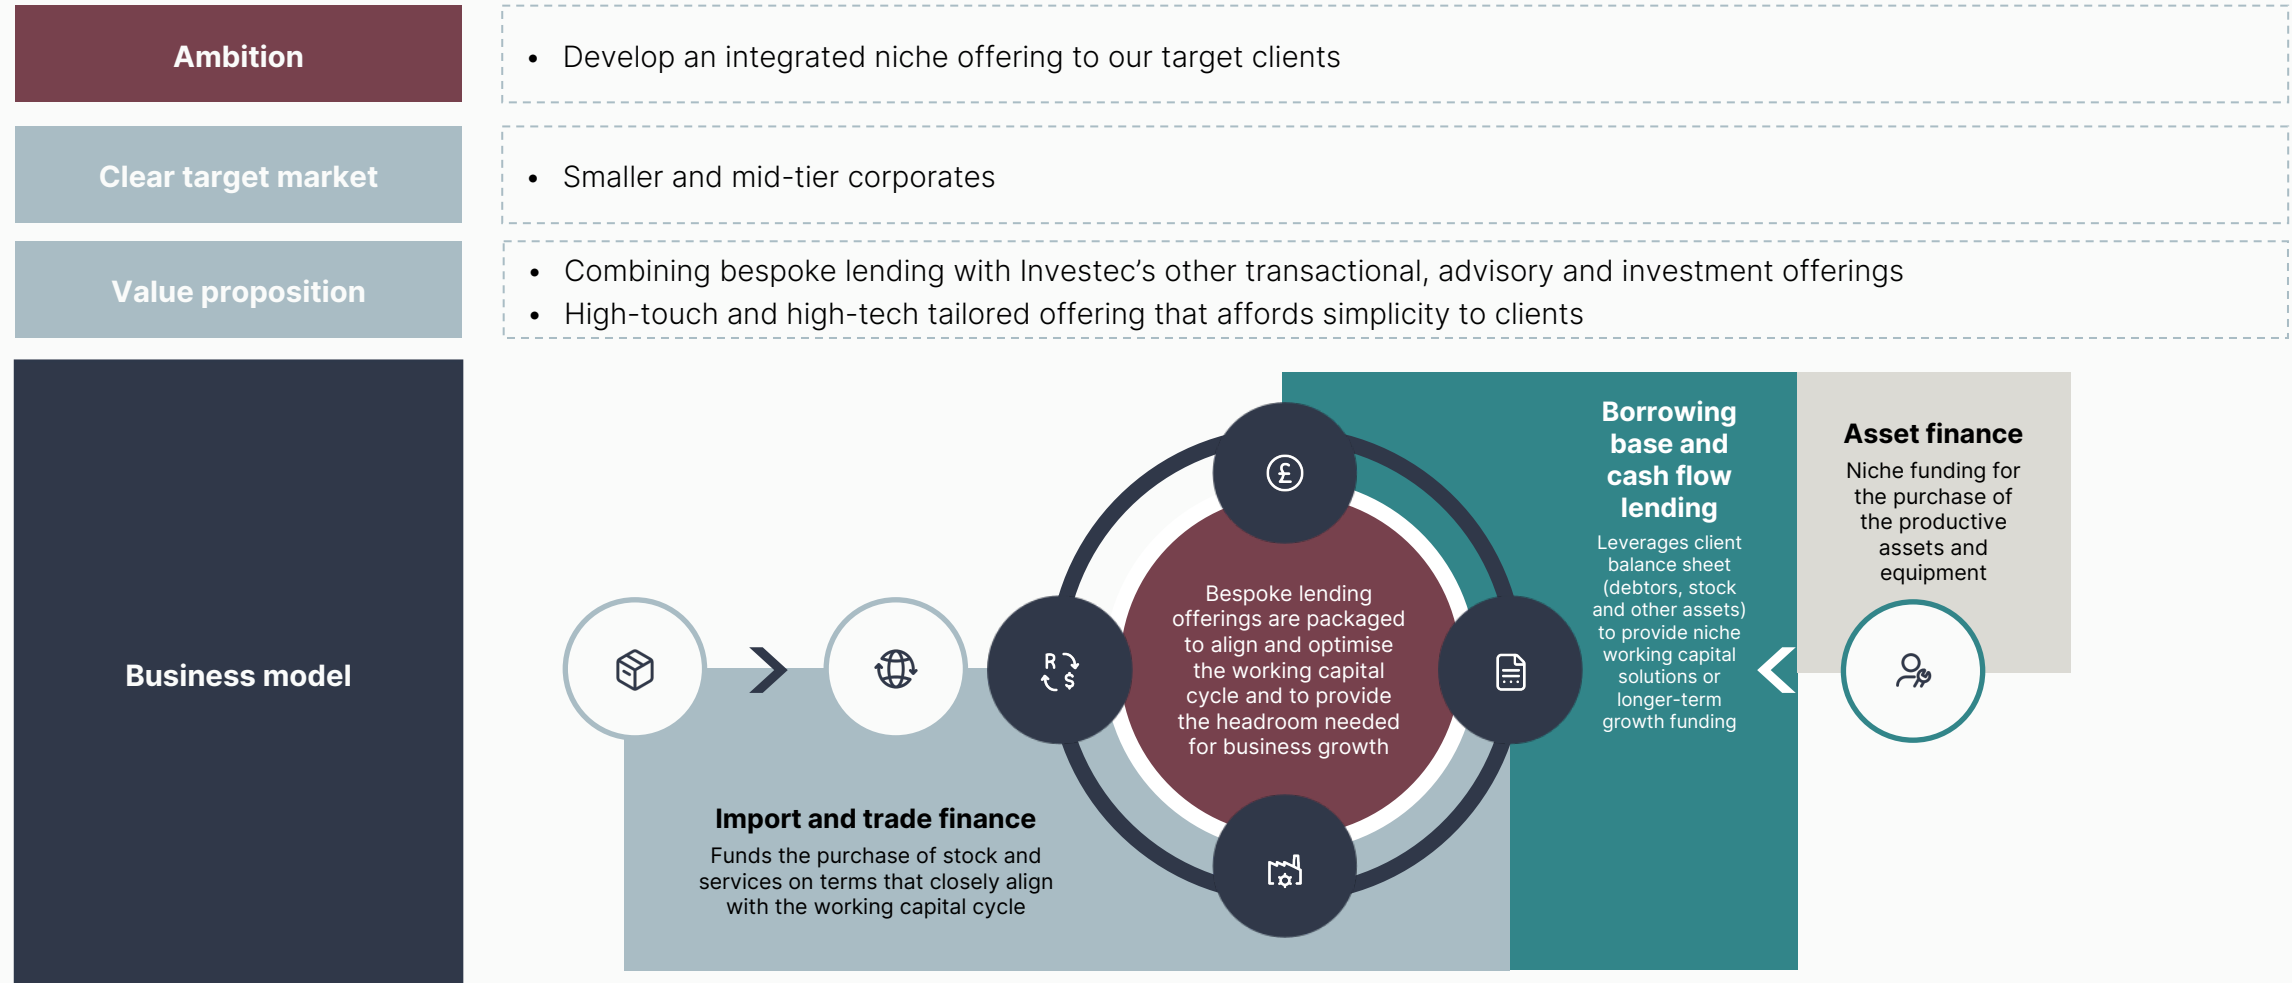 Ambition
• Develop an integrated niche offering to our target clients
Clear target market
• Smaller and mid-tier corporates
Value proposition
• Combining bespoke lending with Investec’s other transactional, advisory and investment offerings
• High-touch and high-tech tailored offering that affords simplicity to clients
Business model
£
R
$
Bespoke lending
offerings are packaged
to align and optimise
the working capital
cycle and to provide
the headroom needed
for business growth
Import and trade finance
Funds the purchase of stock and
services on terms that closely align
with the working capital cycle
Borrowing
base and
cash flow
lending
Leverages client
balance sheet
(debtors, stock
and other assets)
to provide niche
working capital
solutions or
longer-term
growth funding
Asset finance
Niche funding for
the purchase of
the productive
assets and
equipment